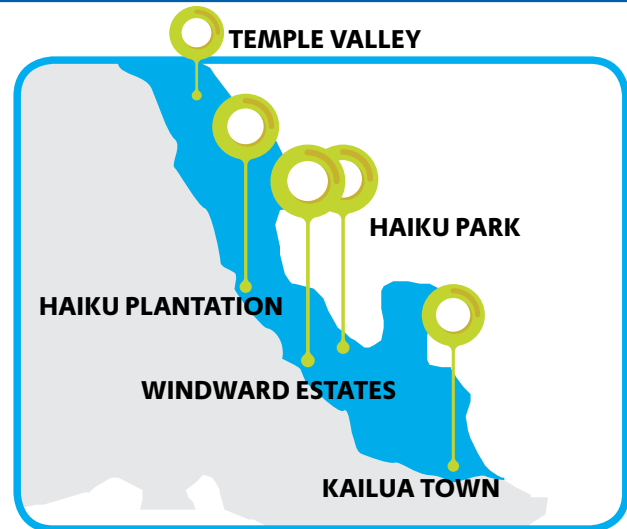 TEMPLE VALLEY
HAIKU PARK
HAIKU PLANTATION
WINDWARD ESTATES
KAILUA TOWN